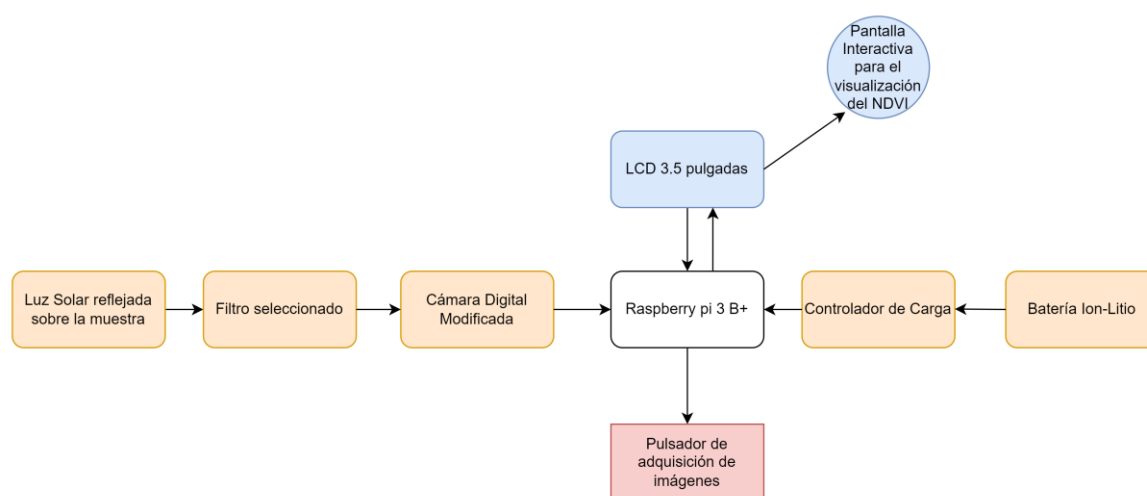 Pantalla
Interactiva
para el
visualización
del NDVI
LCD 3.5 pulgadas
Luz Solar reflejada
sobre la muestra
Filtro seleccionado
Cámara Digital
Modificada
Raspberry pi 3 B+
Controlador de Carga
Batería Ion-Litio
Pulsador de
adquisición de
imágenes